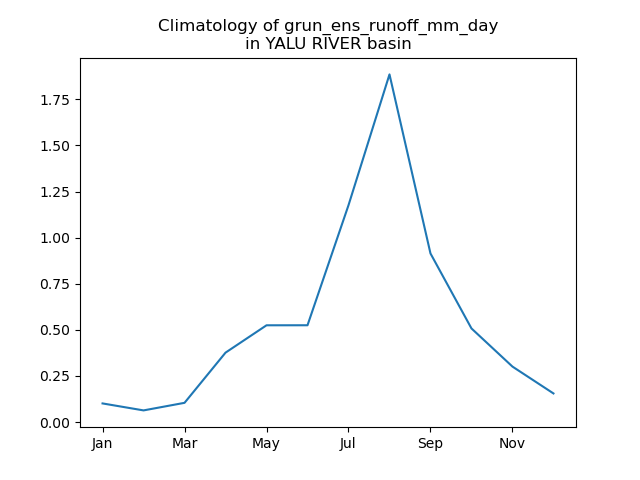 Climatology of grun_ens_runoff_mm_day
in YALU RIVER basin
1.75
1.50
1.25
1.00
0.75
0.50
0.25
0.00
Jan Mar May Jul Sep Nov